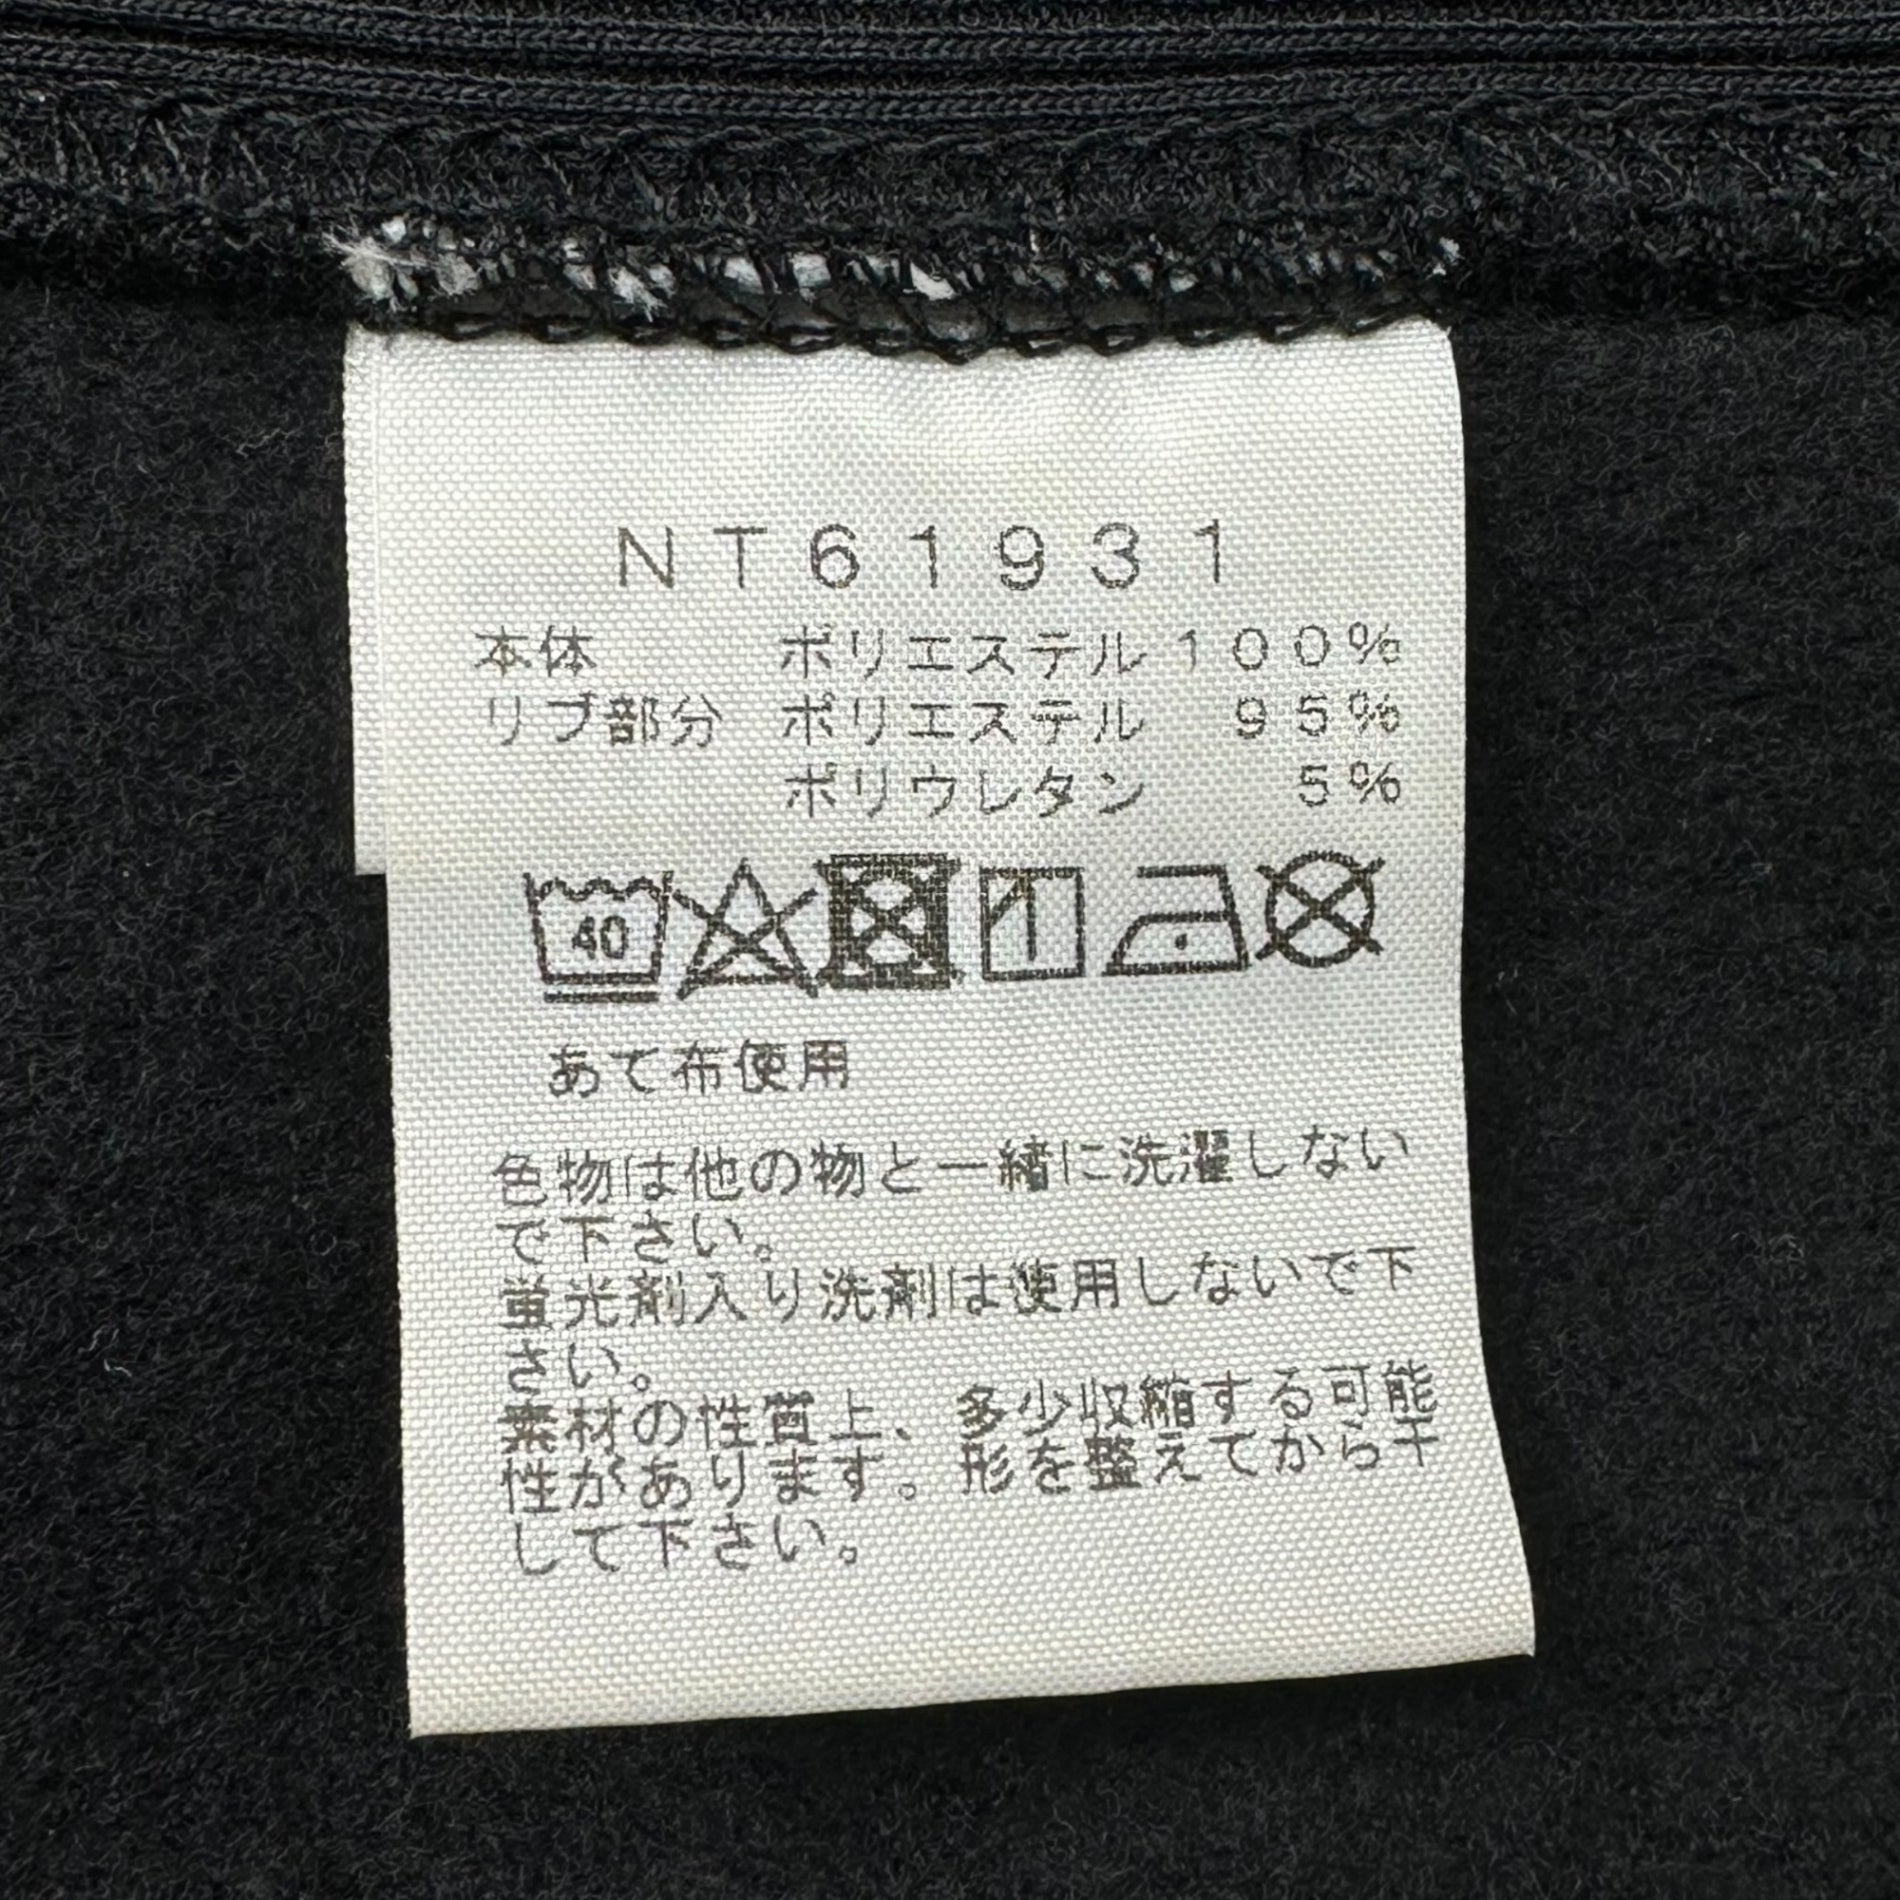 NT61931
本体 ポリエステル100%
リブ部分 ポリエステル 95%
ポリウレタン 5%
40
あて布使用
色物は他の物と一緒に洗濯しない
で下さい。
蛍光剤入り洗剤は使用しないで下
さい。
素材の性質上、多少収縮する可能
性があります。形を整えてから干
して下さい。